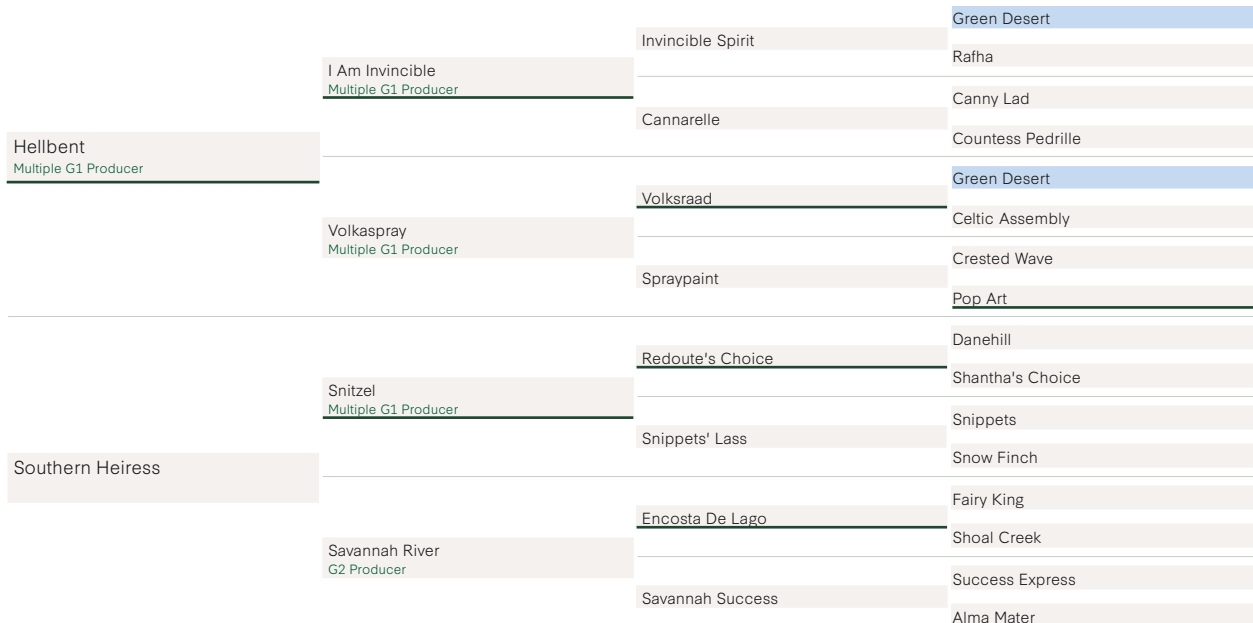 Green Desert
Invincible Spirit
Rafha
I Am Invincible
Multiple G1 Producer
Canny Lad
Cannarelle
Countess Pedrille
Hellbent
Multiple G1 Producer
Green Desert
Volksraad
Celtic Assembly
Volkaspray
Multiple G1 Producer
Crested Wave
Spraypaint
Pop Art
Danehill
Redoute's Choice
Shantha's Choice
Snitzel
Multiple G1 Producer
Snippets
Snippets' Lass
Snow Finch
Southern Heiress
Fairy King
Encosta De Lago
Shoal Creek
Savannah River
G2 Producer
Success Express
Savannah Success
Alma Mater